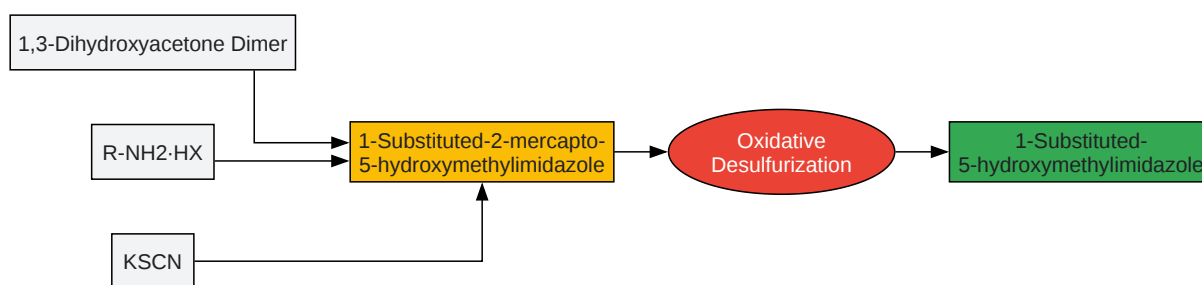 1,3-Dihydroxyacetone Dimer
R-NH2·HX
KSCN
1-Substituted-2-mercapto-
5-hydroxymethylimidazole
Oxidative
Desulfurization
1-Substituted-
5-hydroxymethylimidazole